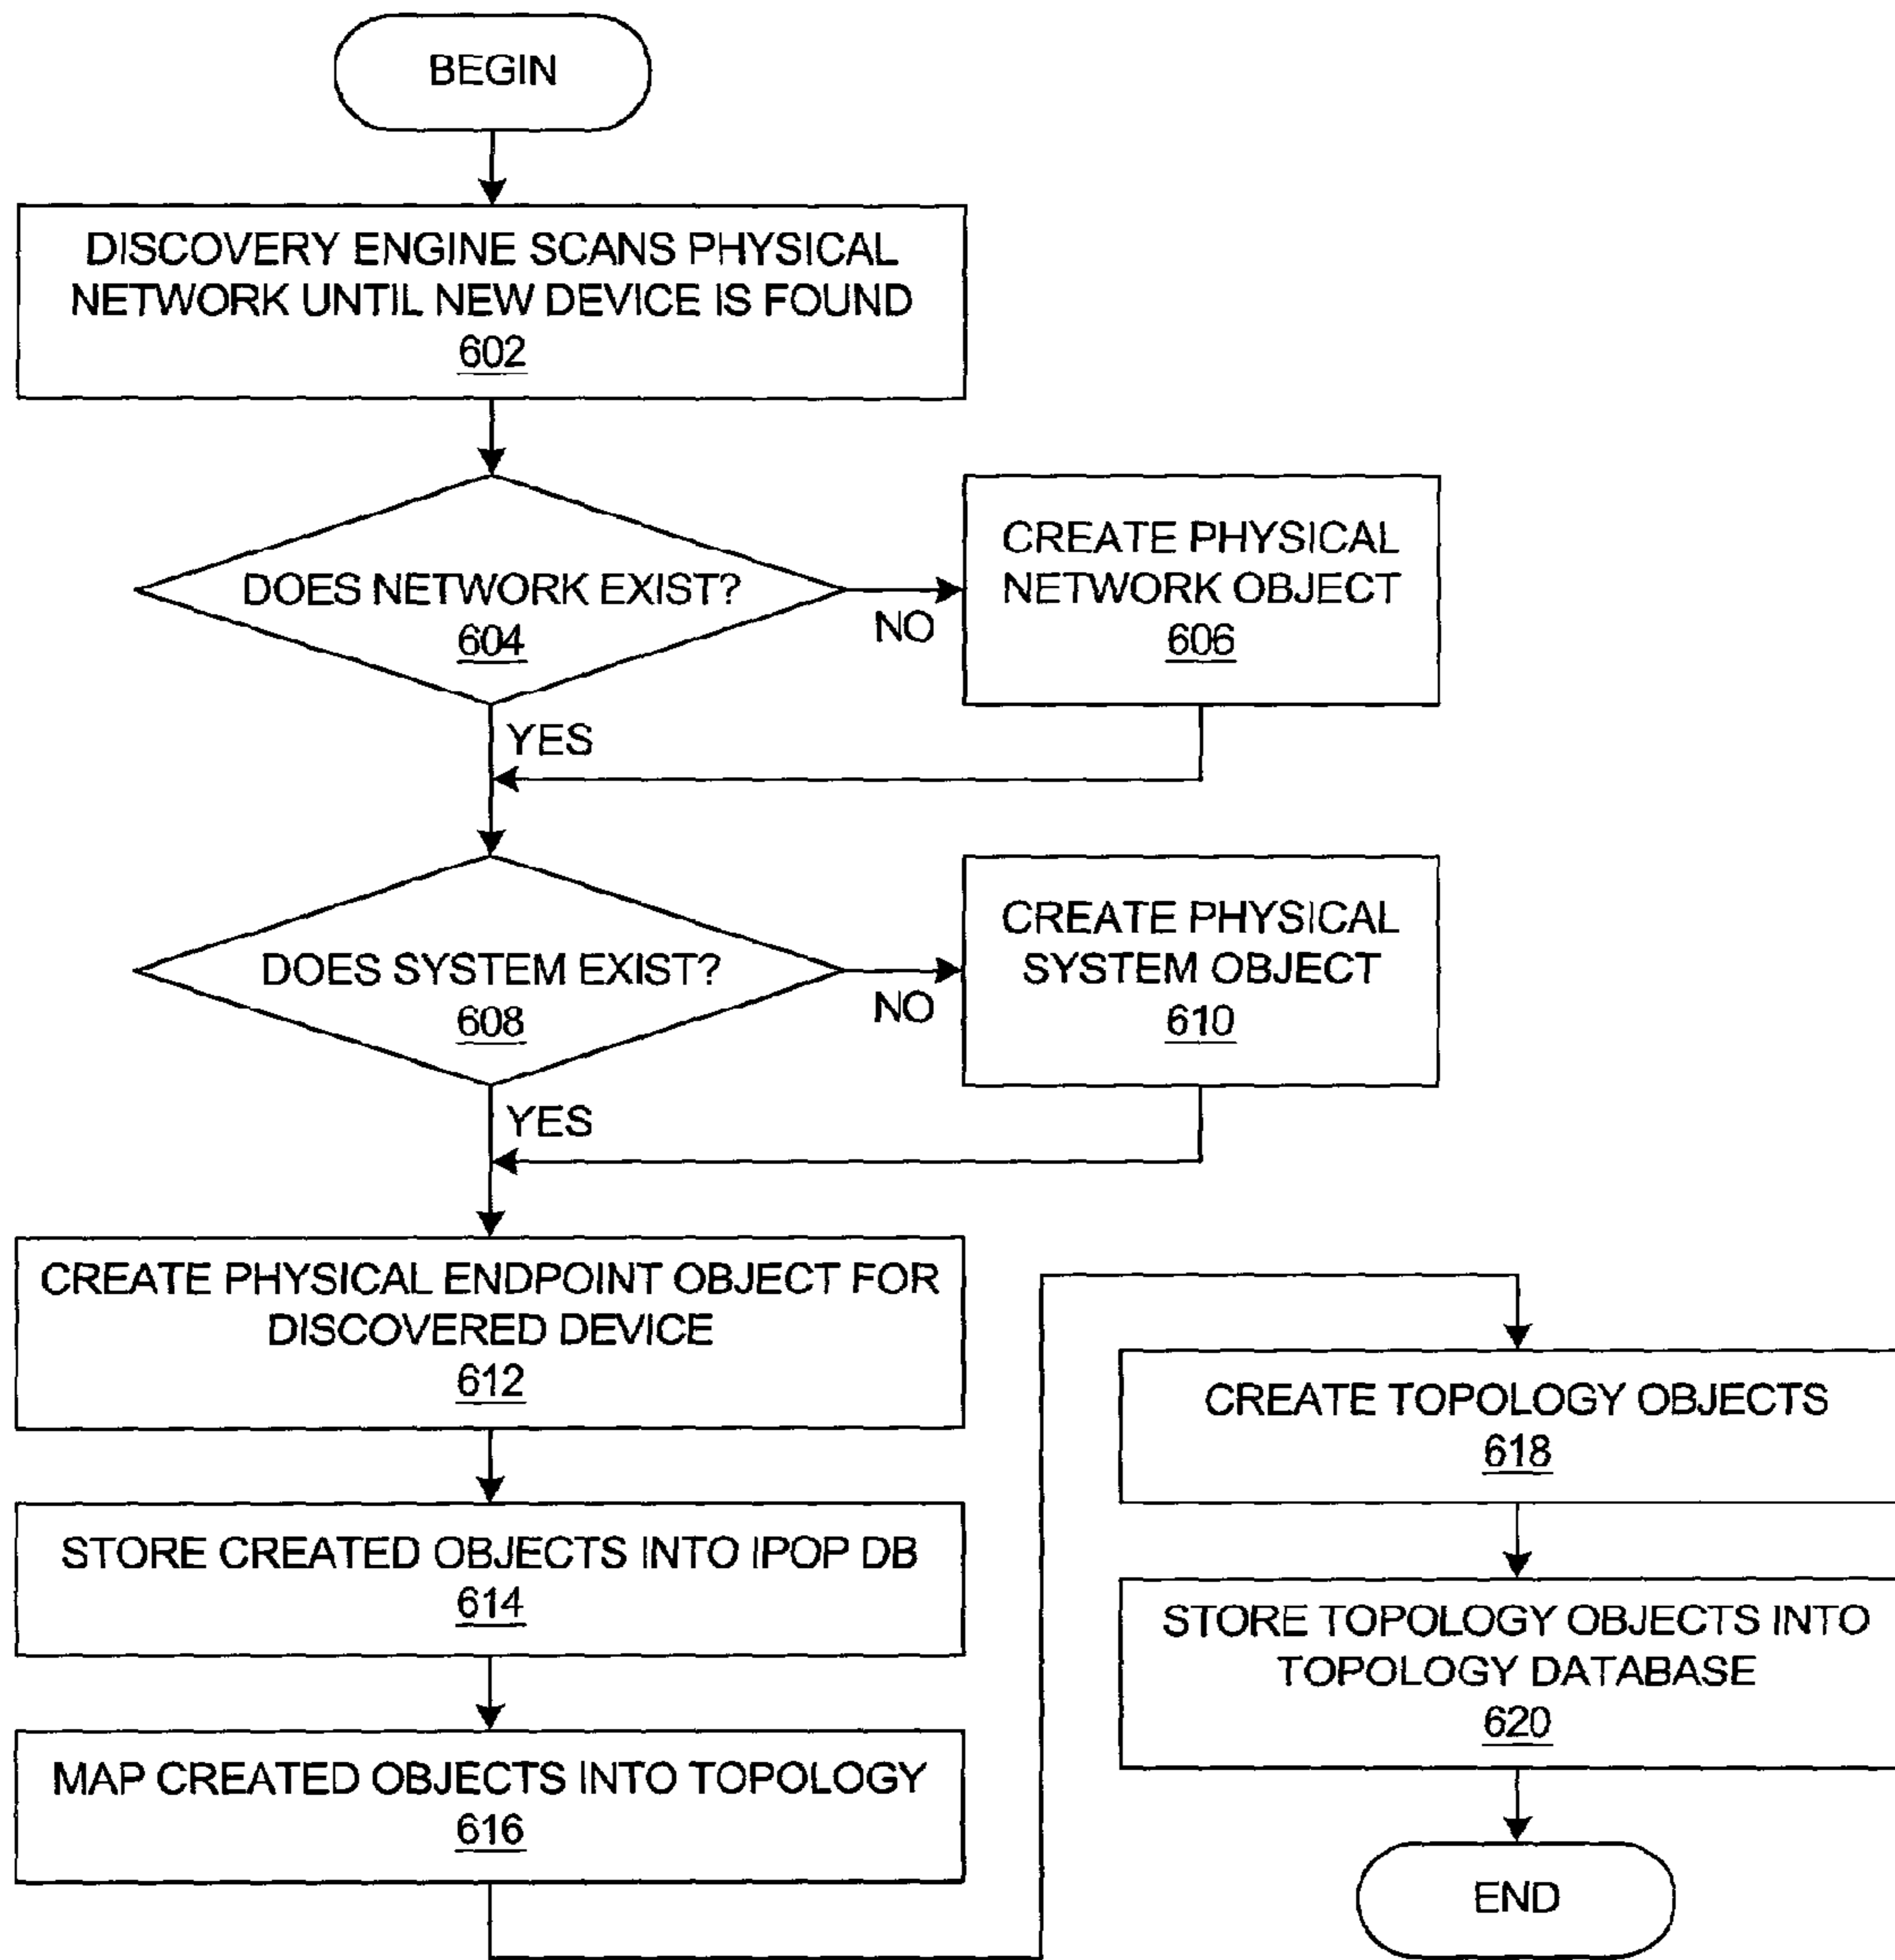 BEGIN
DISCOVERY ENGINE SCANS PHYSICAL
NETWORK UNTIL NEW DEVICE IS FOUND
602
DOES NETWORK EXIST?
604
NO
CREATE PHYSICAL
NETWORK OBJECT
606
YES
DOES SYSTEM EXIST?
608
NO
CREATE PHYSICAL
SYSTEM OBJECT
610
YES
CREATE PHYSICAL ENDPOINT OBJECT FOR
DISCOVERED DEVICE
612
STORE CREATED OBJECTS INTO IPOP DB
614
MAP CREATED OBJECTS INTO TOPOLOGY
616
CREATE TOPOLOGY OBJECTS
618
STORE TOPOLOGY OBJECTS INTO
TOPOLOGY DATABASE
620
END